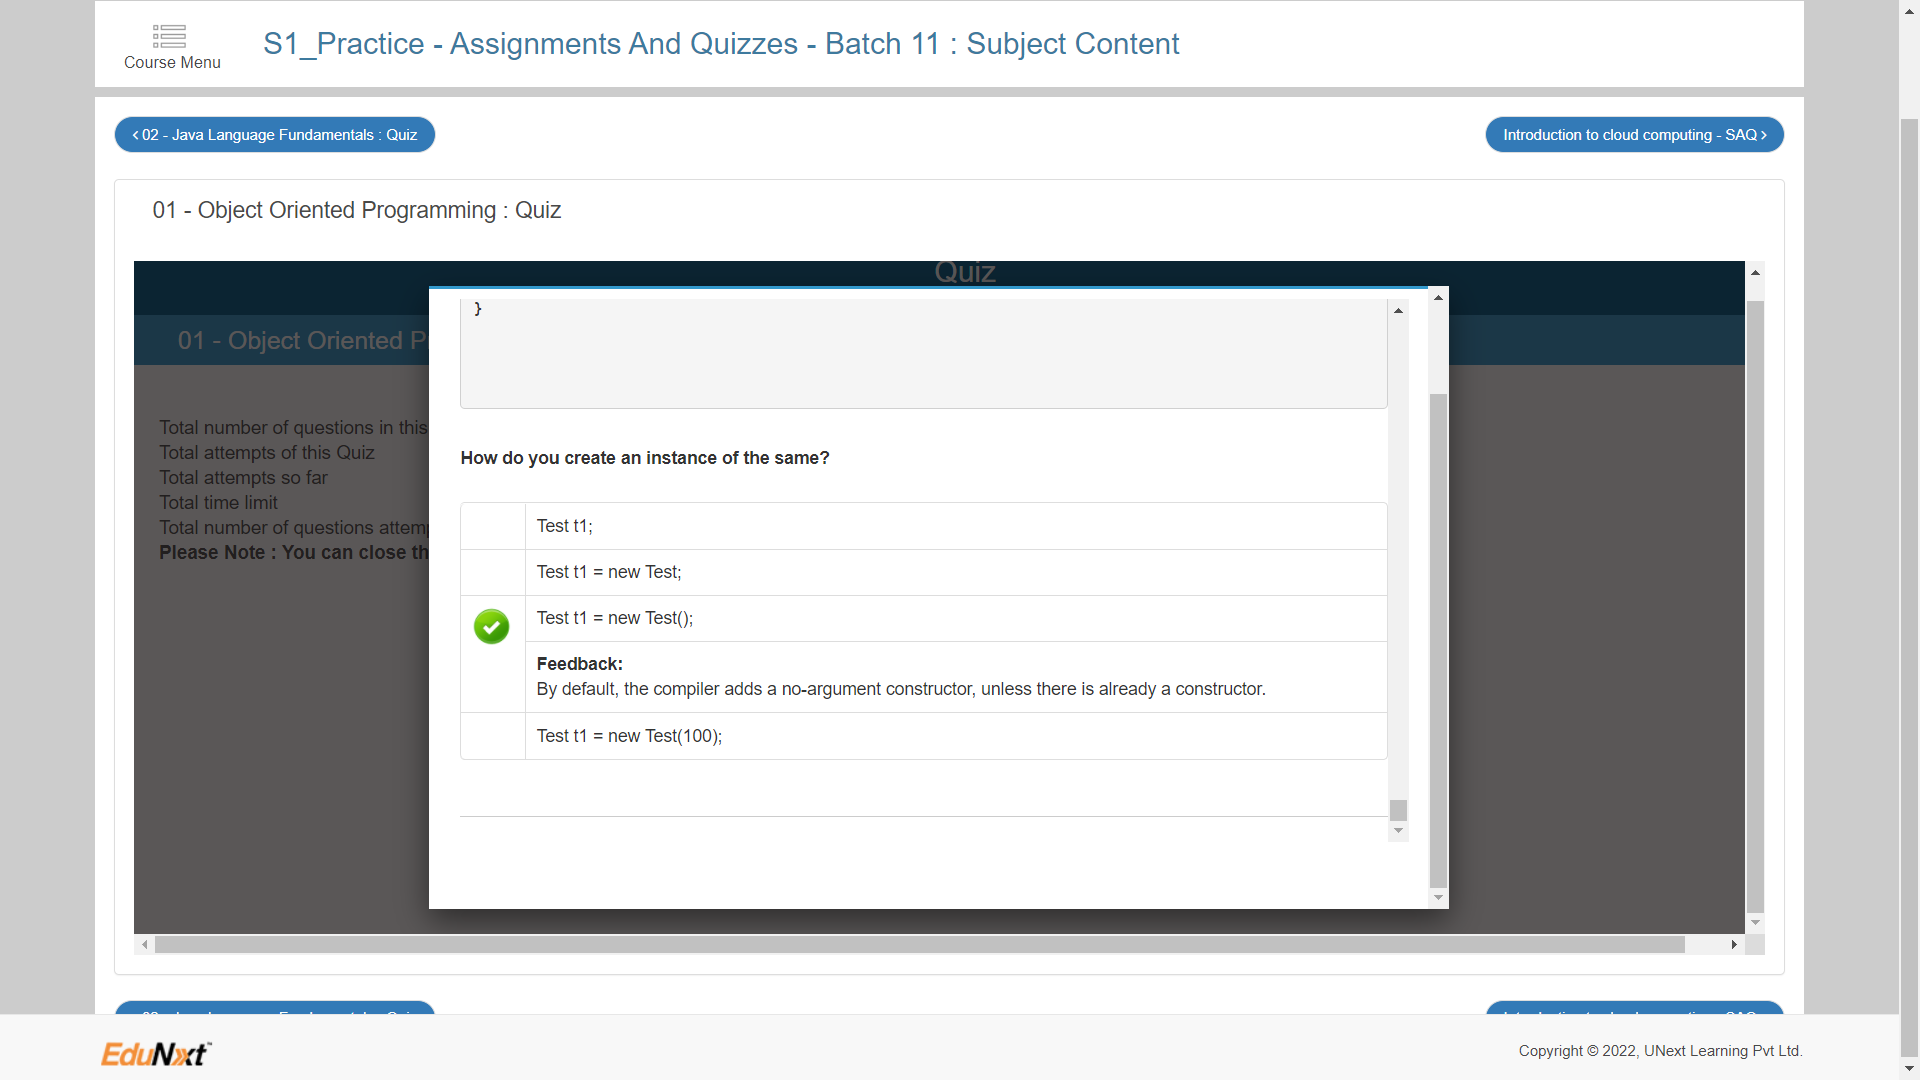 Course Menu
S1_Practice - Assignments And Quizzes - Batch 11 : Subject Content
02 - Java Language Fundamentals : Quiz
Introduction to cloud computing - SAQ
01 - Object Oriented Programming : Quiz
Quiz
01 - Object Oriented P
Total number of questions in this
Total attempts of this Quiz
Total attempts so far
Total time limit
Total number of questions attemp
Please Note : You can close th
}
How do you create an instance of the same?
Test t1;
Test t1 = new Test;
Test t1 = new Test();
Feedback:
By default, the compiler adds a no-argument constructor, unless there is already a constructor.
Test t1 = new Test(100);
EduNxt™
Copyright © 2022, UNext Learning Pvt Ltd.